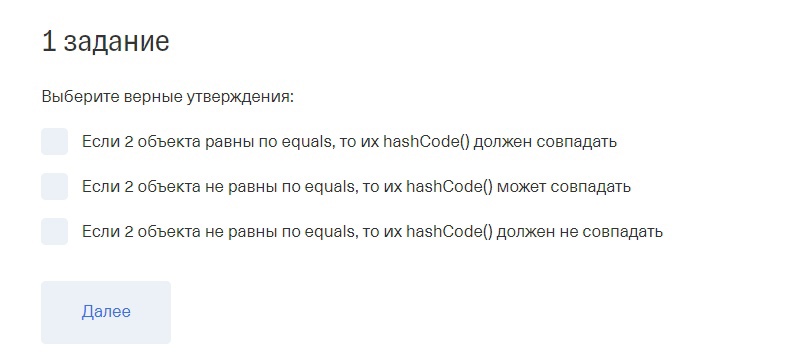 1 задание
Выберите верные утверждения:
Если 2 объекта равны по equals, то их hashCode() должен совпадать
Если 2 объекта не равны по equals, то их hashCode() может совпадать
Если 2 объекта не равны по equals, то их hashCode() должен не совпадать
Далее